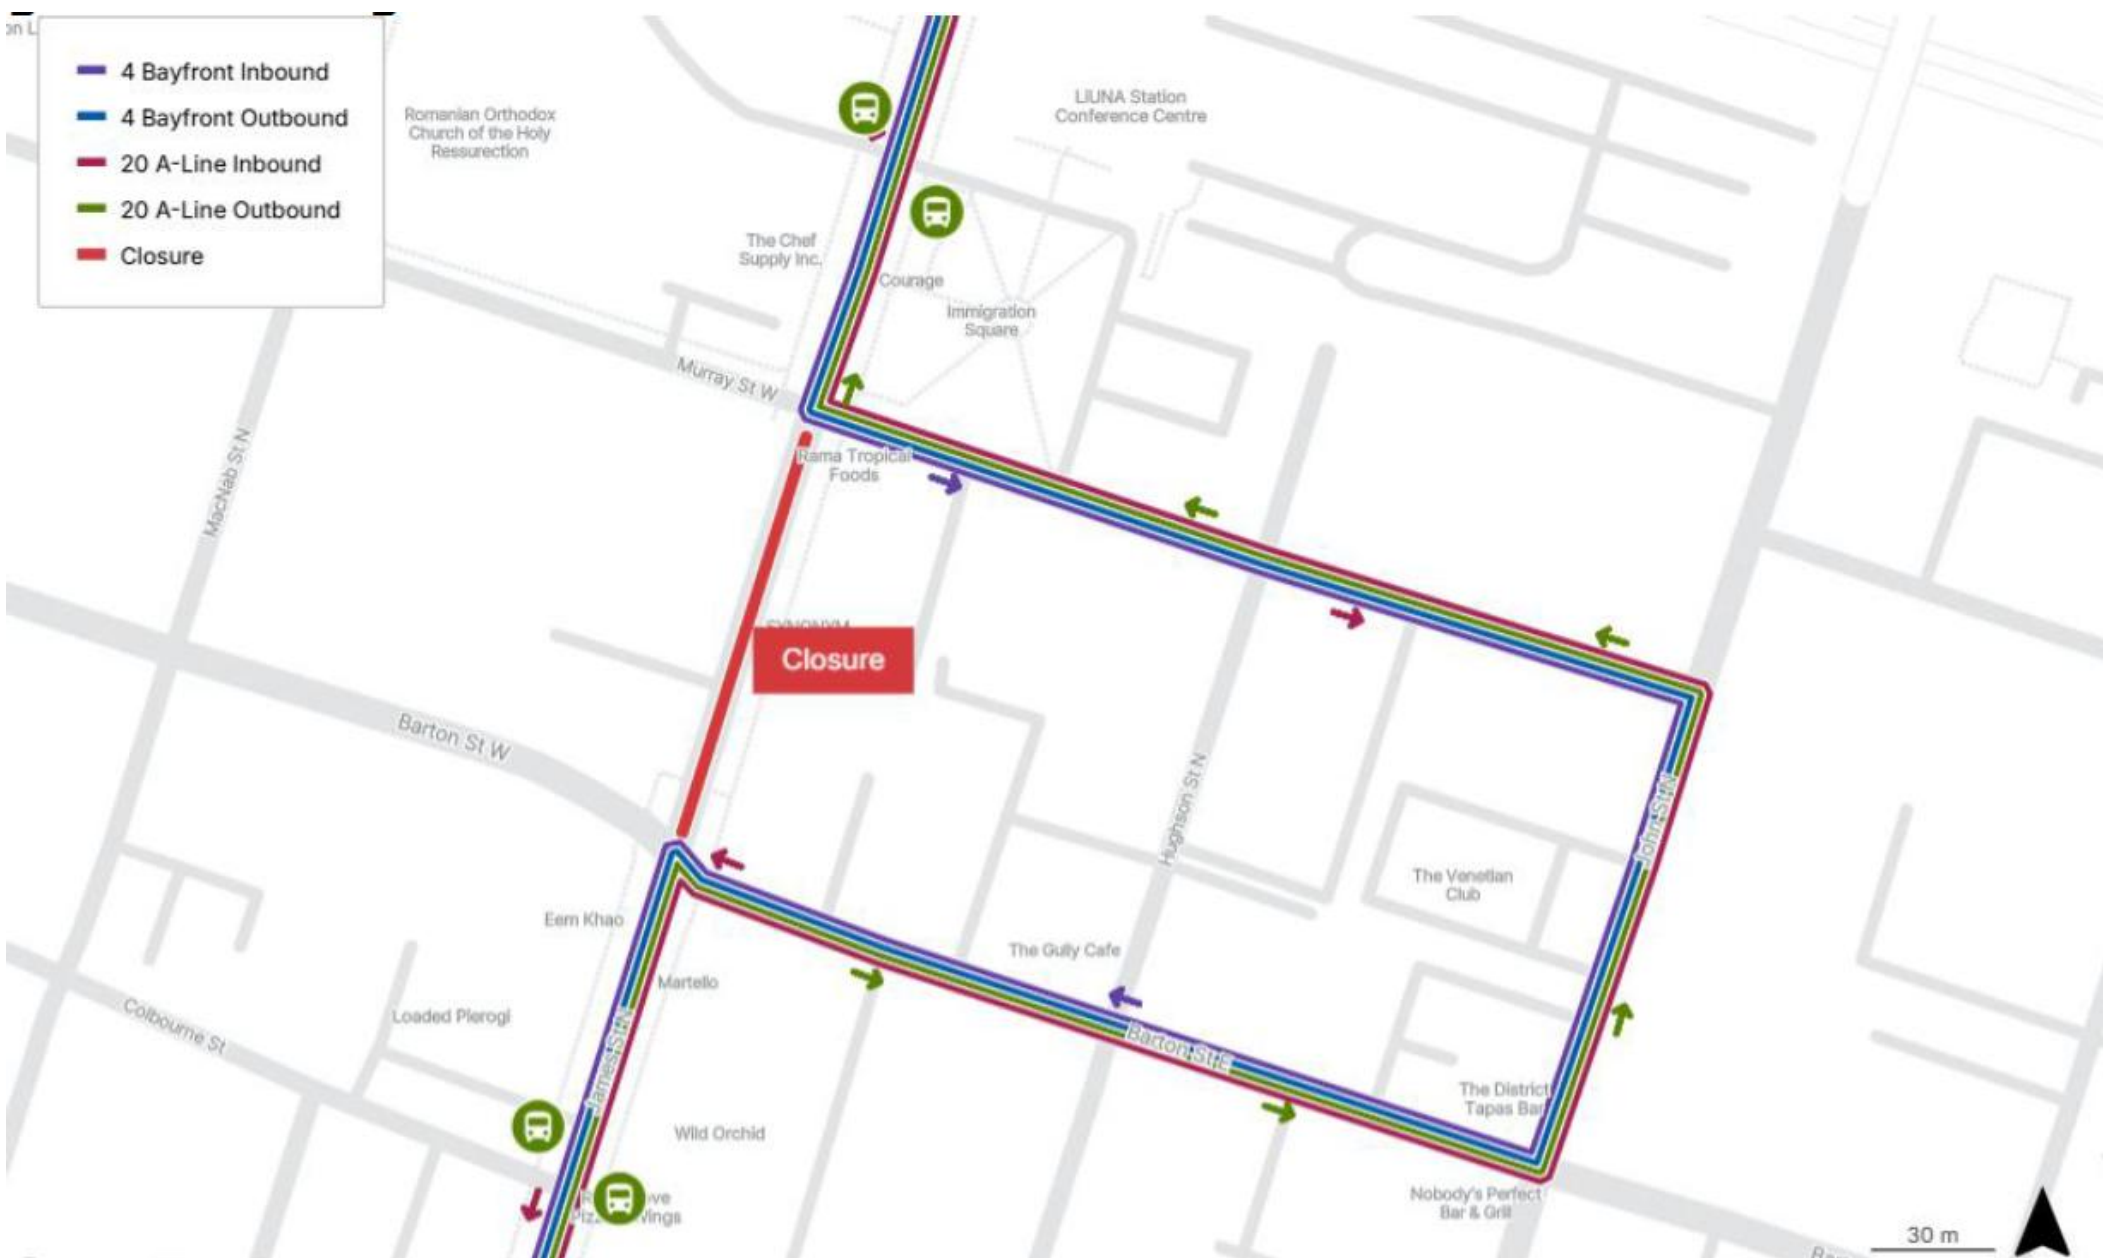 4 Bayfront Inbound
4 Bayfront Outbound
20 A-Line Inbound
20 A-Line Outbound
Closure
Romanian Orthodox
Church of the Holy
Ressurection
LIUNA Station
Conference Centre
The Chef
Supply Inc.
Courage
Immigration
Square
Murray St W
Rama Tropical
Foods
MacNab St N
SYNONYM
Closure
Barton St W
Hughson St N
John St N
The Venetian
Club
Eem Khao
The Gully Cafe
Martello
Loaded Pierogi
Colbourne St
James St N
Barton St E
The District
Tapas Bar
Wild Orchid
Nobody's Perfect
Bar & Grill
30 m